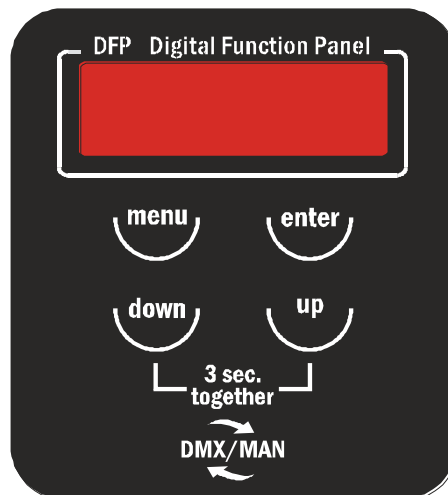 DFP Digital Function Panel
menu enter
down up
3 sec.
together
DMX/MAN